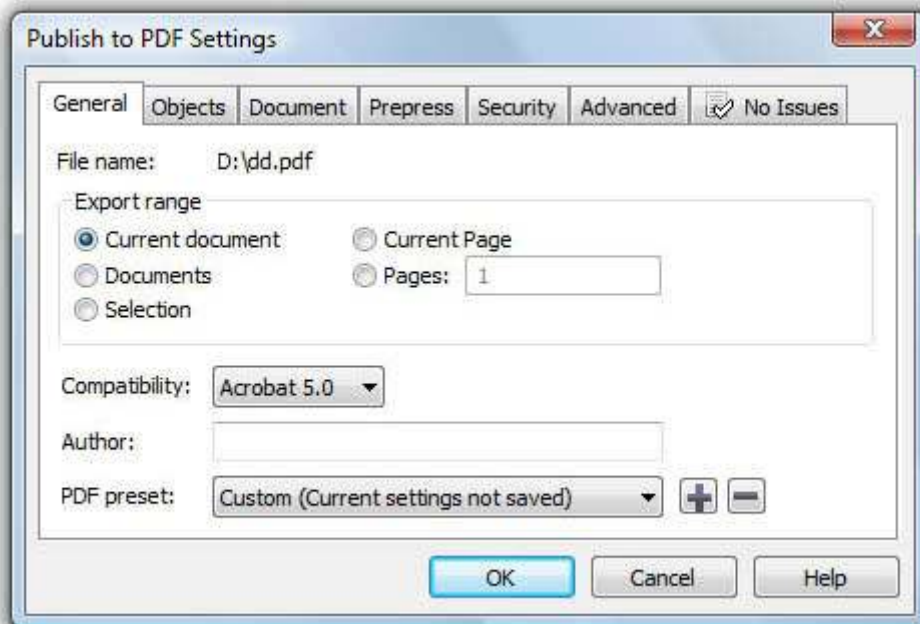 Publish to PDF Settings
General Objects Document Prepress Security Advanced No Issues
File name: D:\dd.pdf
Export range
Current document Current Page
Documents Pages: 1
Selection
Compatibility: Acrobat 5.0
Author:
PDF preset: Custom (Current settings not saved)
OK Cancel Help